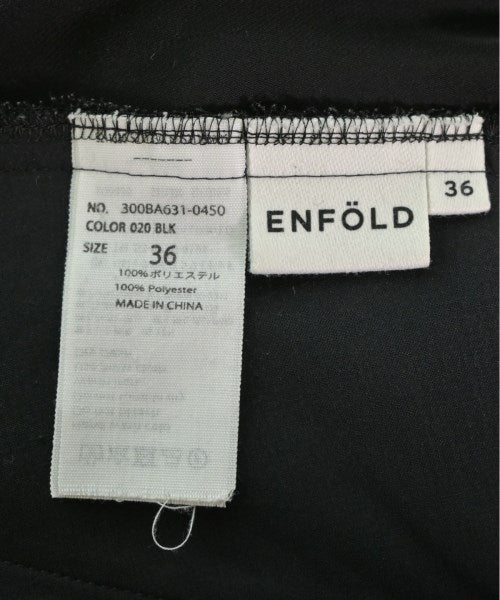 NO. 300BA631-0450
COLOR 020 BLK
SIZE 36
100%ポリエステル
100% Polyester
MADE IN CHINA
ENFÖLD
36